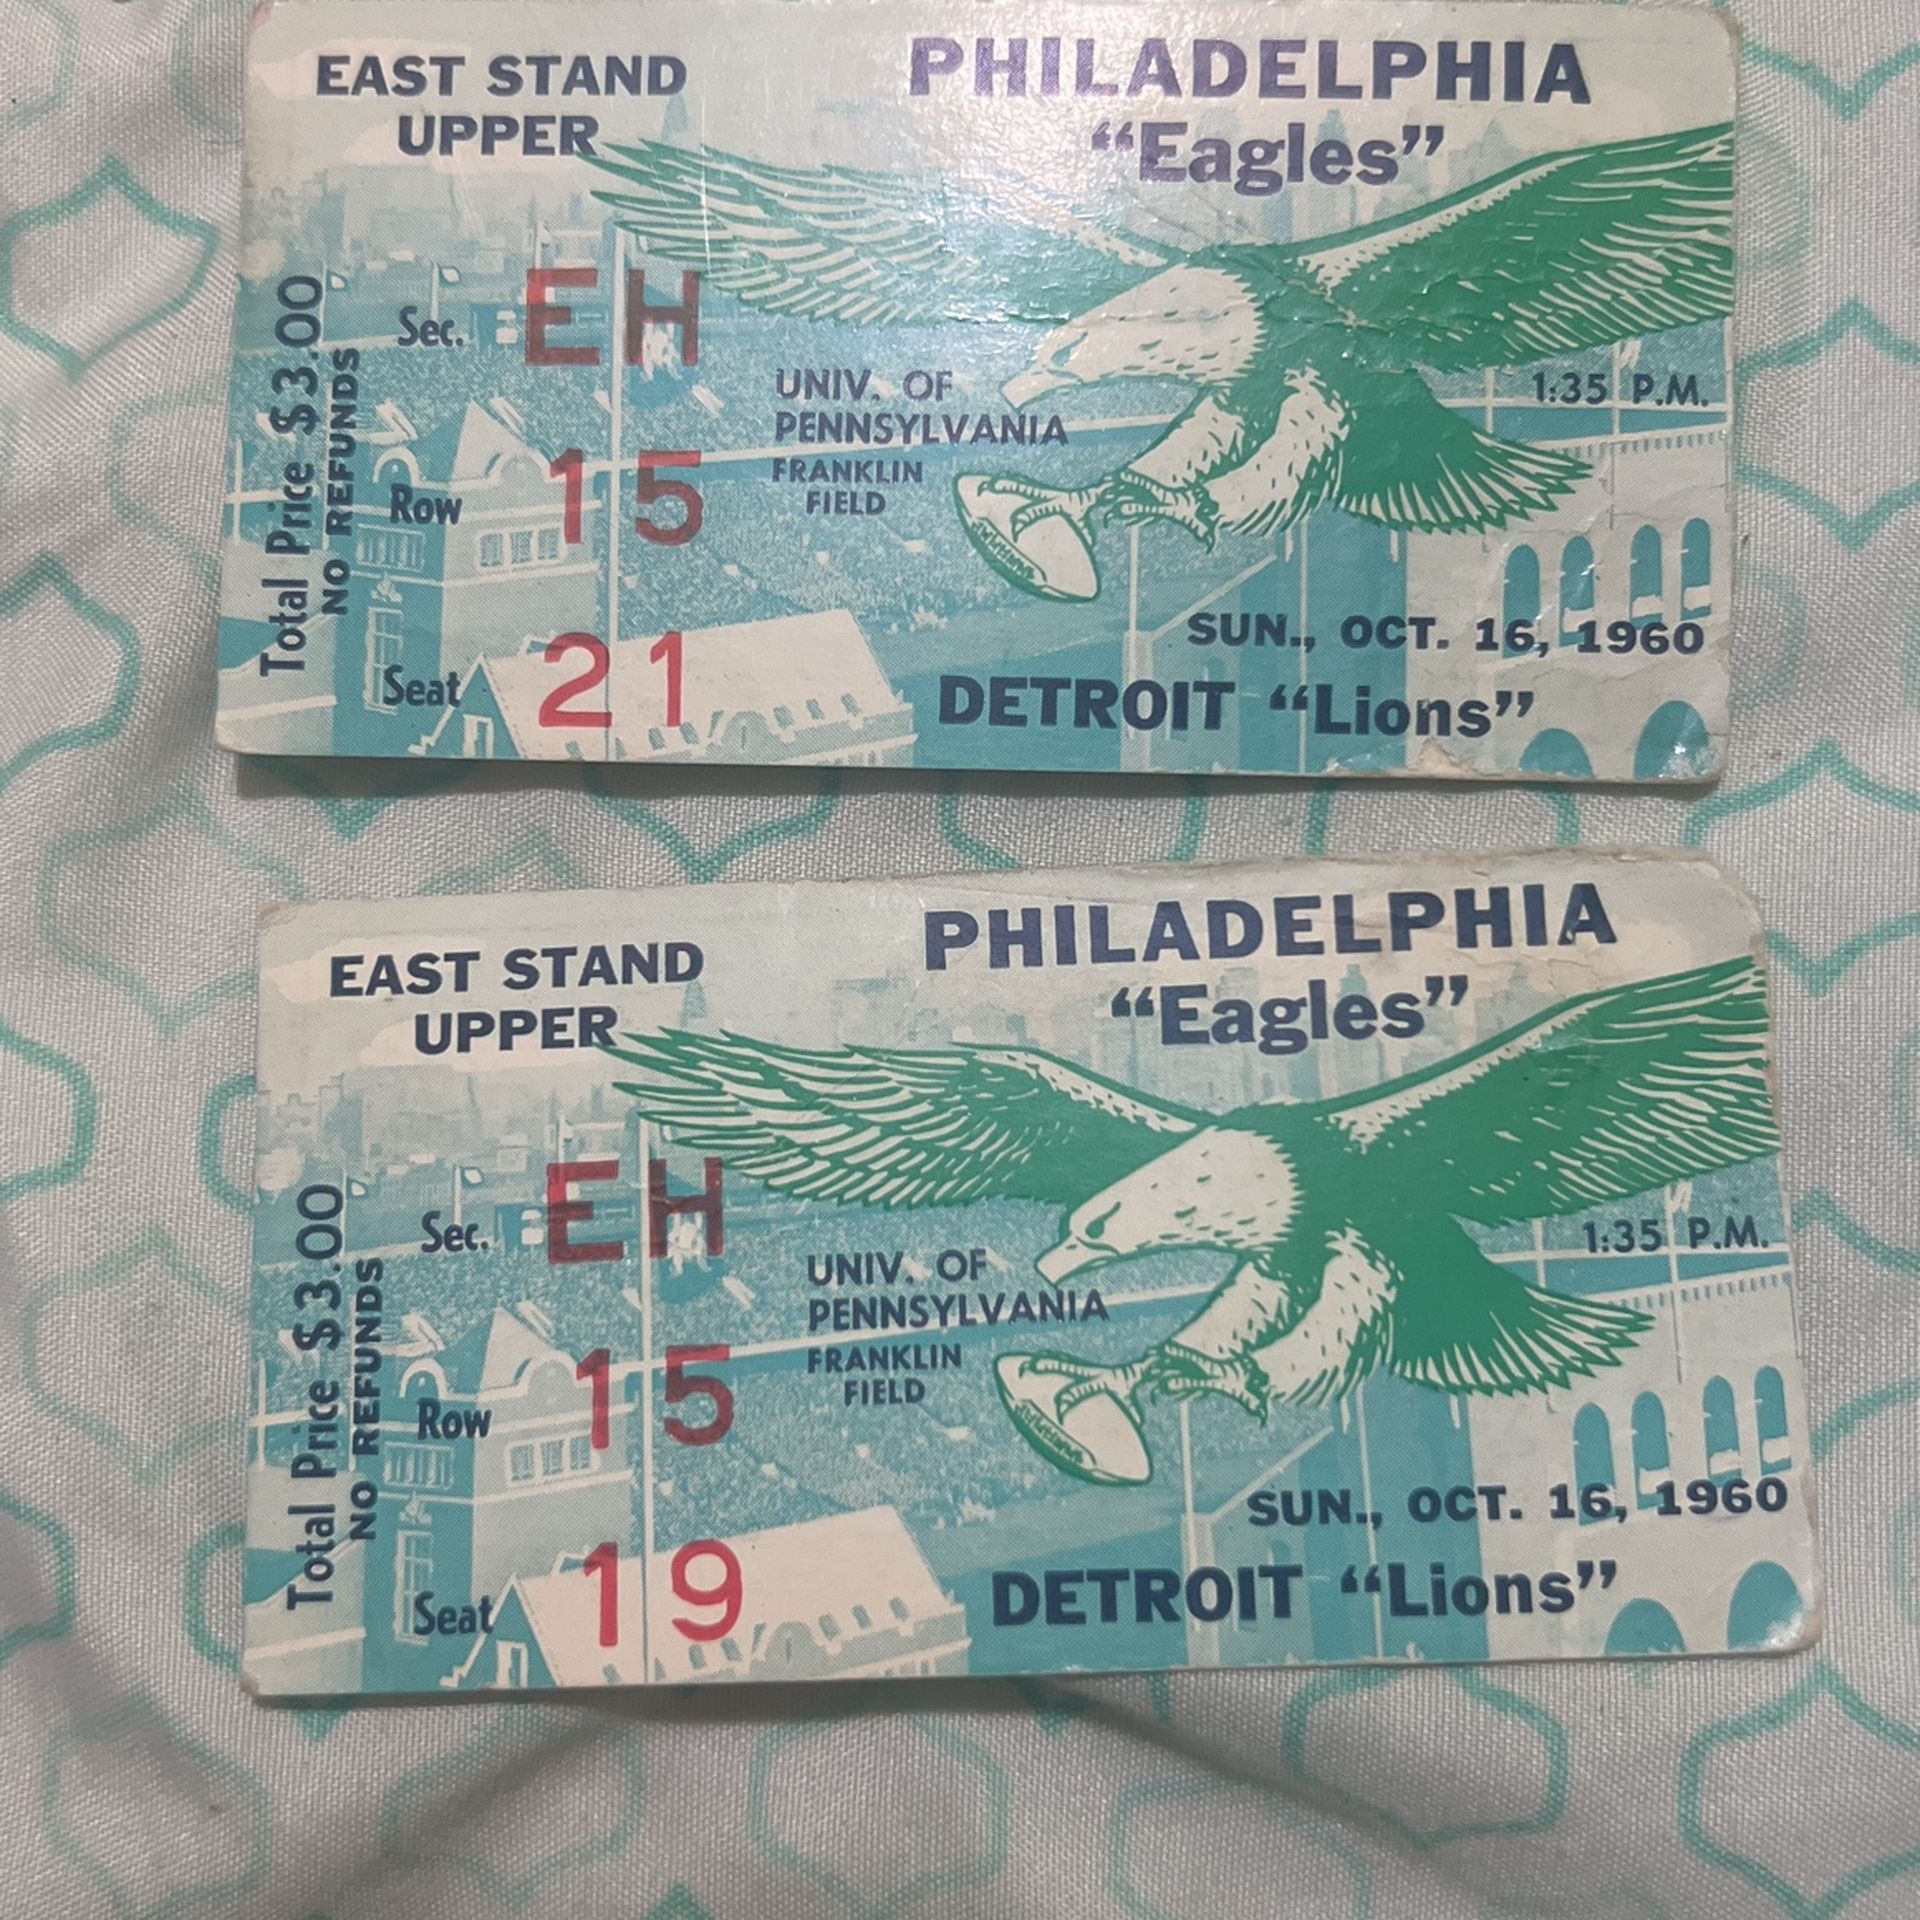 EAST STAND
UPPER
PHILADELPHIA
"Eagles"
Total Price $3.00
NO REFUNDS
Sec. EH
Row 15
Seat 21
UNIV. OF
PENNSYLVANIA
FRANKLIN
FIELD
1:35 P.M.
SUN., OCT. 16, 1960
DETROIT "Lions"
EAST STAND
UPPER
PHILADELPHIA
"Eagles"
Total Price $3.00
NO REFUNDS
Sec. EH
Row 15
Seat 19
UNIV. OF
PENNSYLVANIA
FRANKLIN
FIELD
1:35 P.M.
SUN., OCT. 16, 1960
DETROIT "Lions"